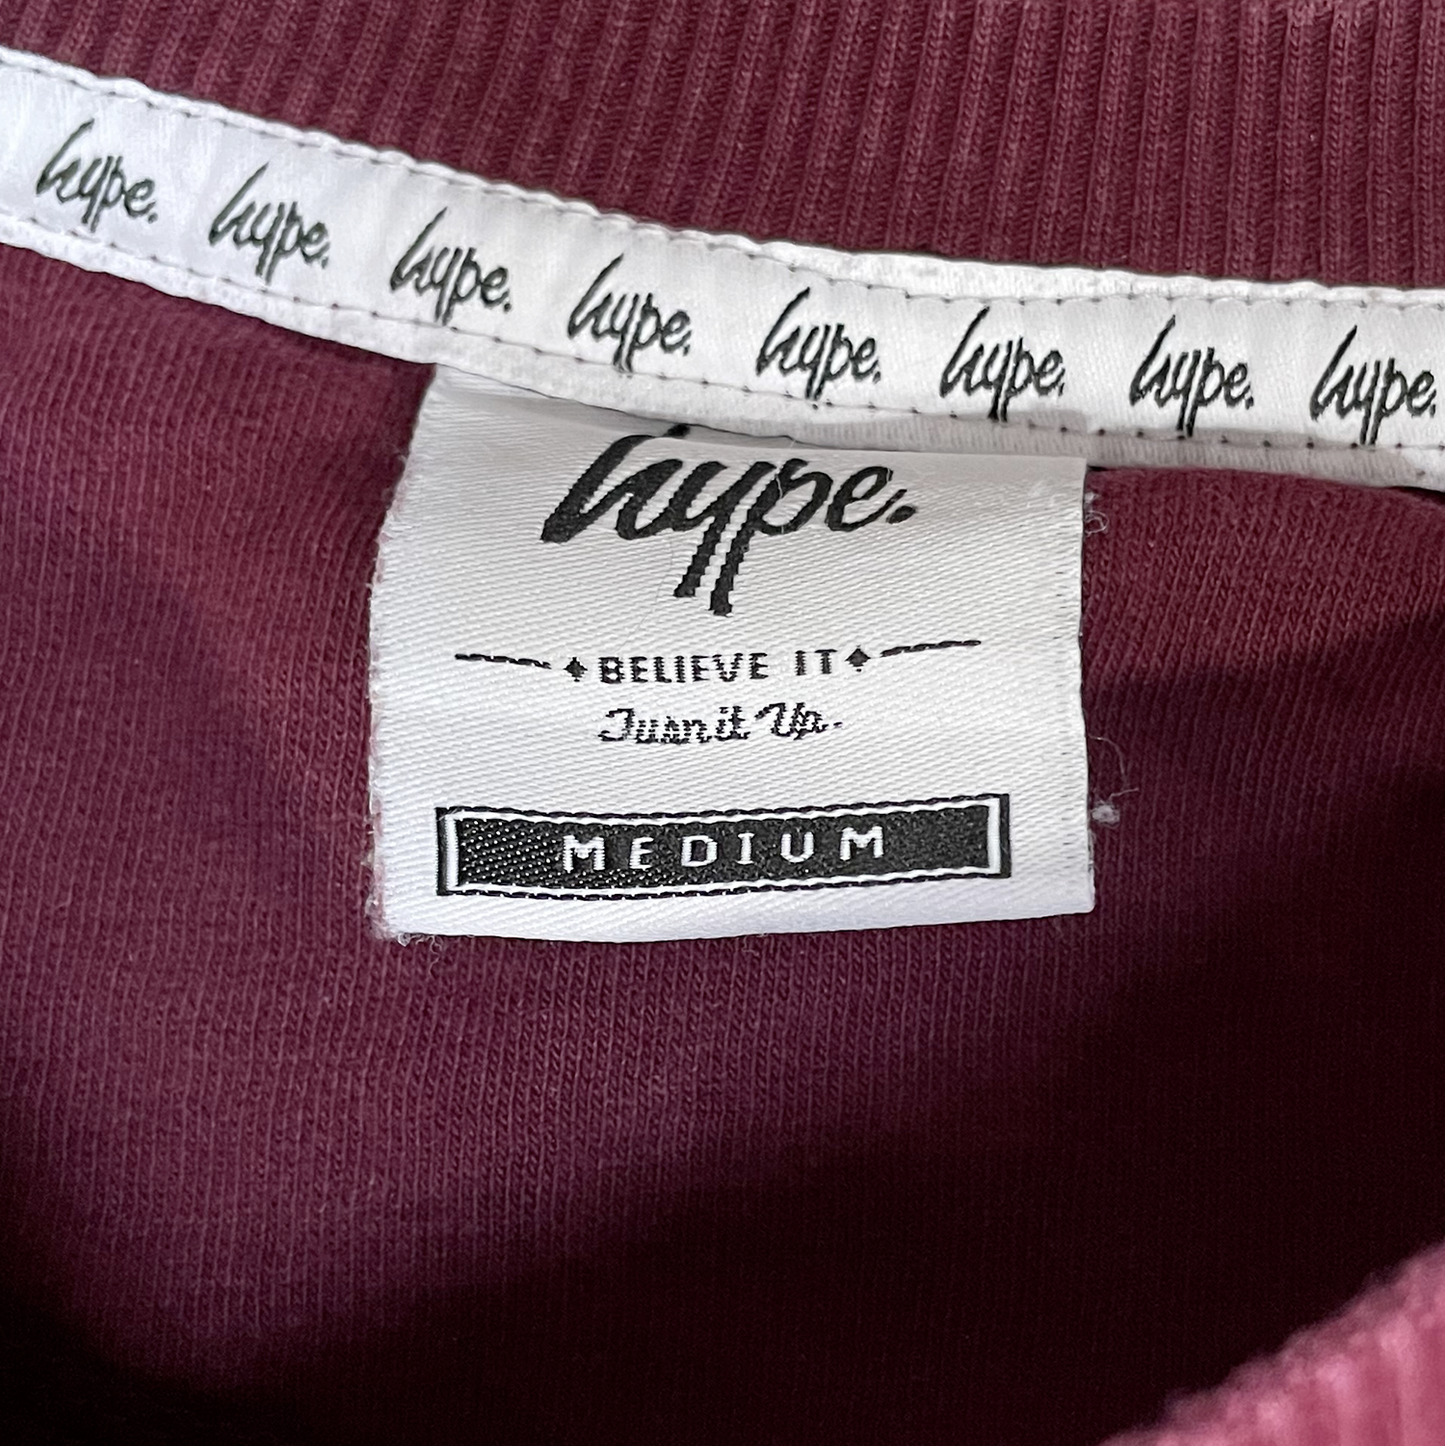 hype. hype. hype. hype. hype. hype. hype. hype.
hype.
BELIEVE IT
Turn it Up.
MEDIUM